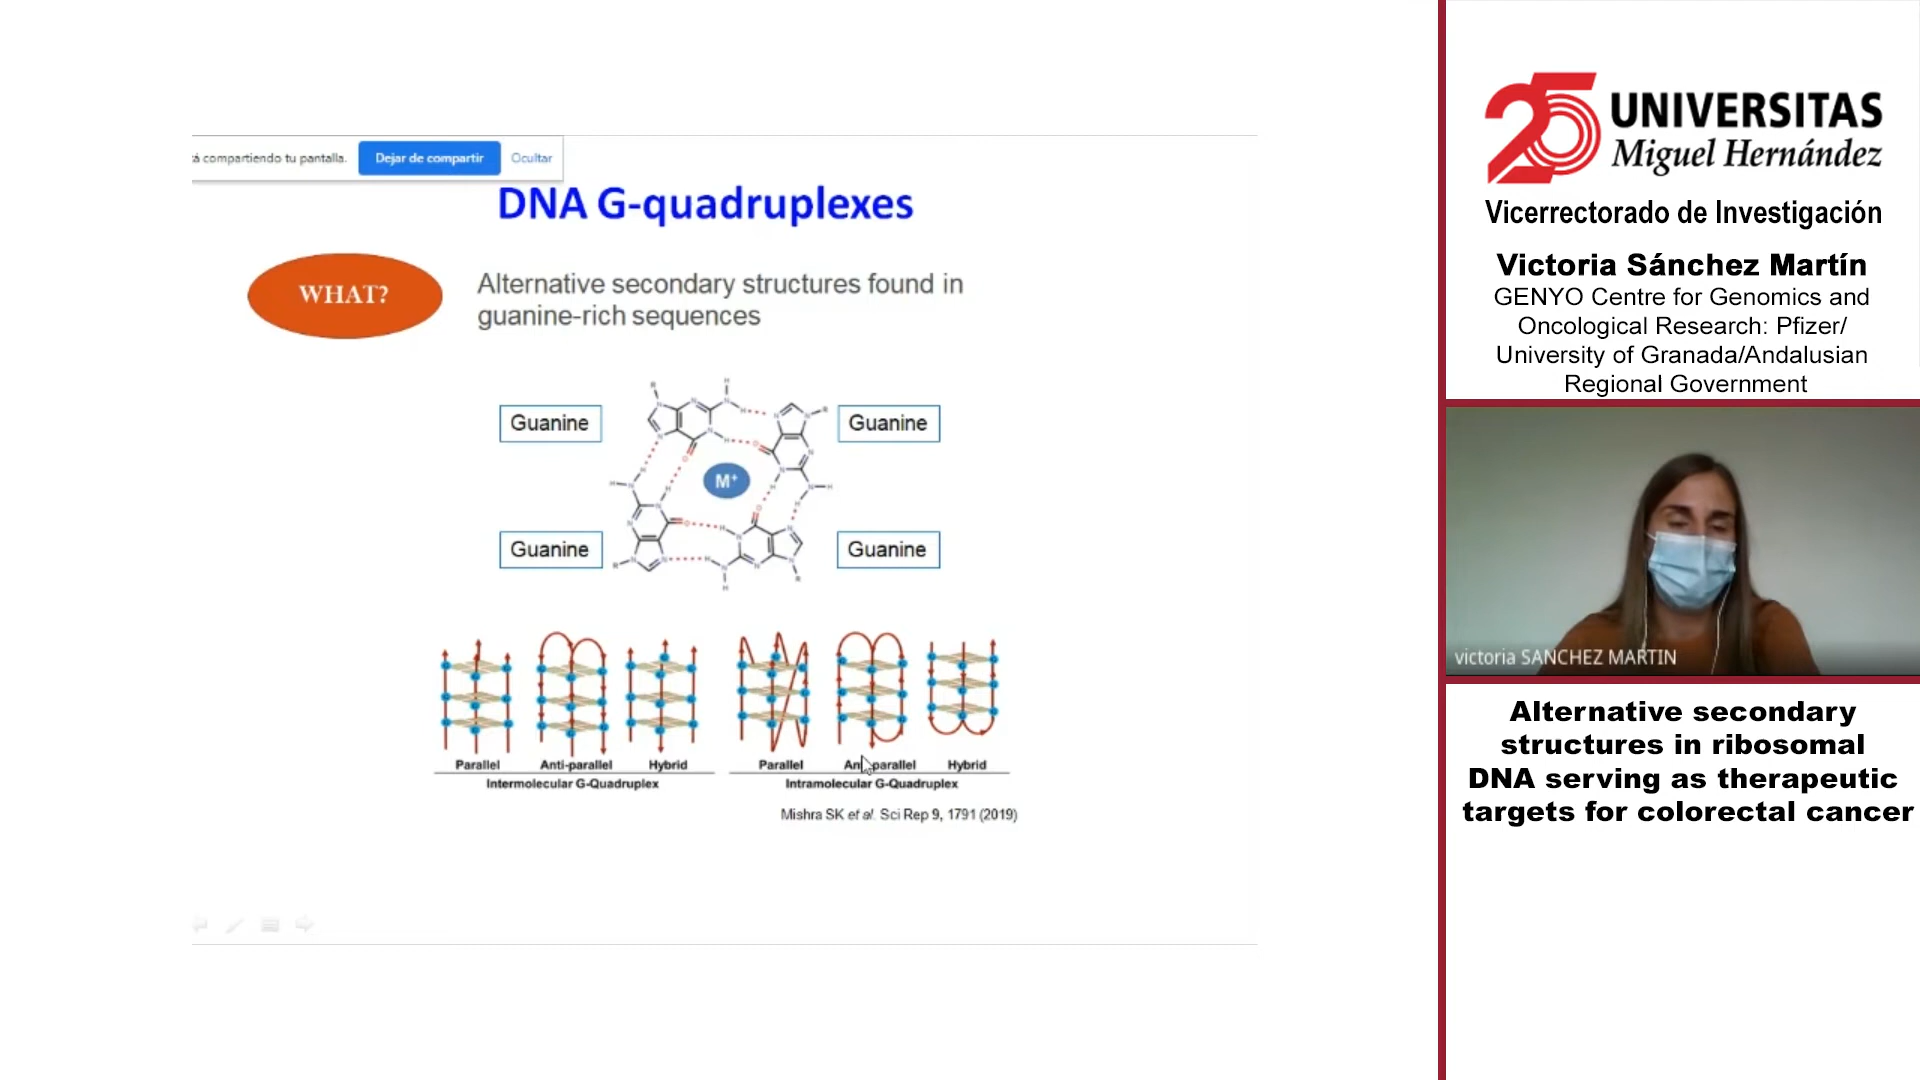 á compartiendo tu pantalla. Dejar de compartir Ocultar
DNA G-quadruplexes
WHAT?
Alternative secondary structures found in
guanine-rich sequences
Guanine
Guanine
M⁺
Guanine
Guanine
Parallel Anti-parallel Hybrid
Intermolecular G-Quadruplex
Parallel Anti-parallel Hybrid
Intramolecular G-Quadruplex
Mishra SK et al. Sci Rep 9, 1791 (2019)
25 UNIVERSITAS
Miguel Hernández
Vicerrectorado de Investigación
Victoria Sánchez Martín
GENYO Centre for Genomics and
Oncological Research: Pfizer/
University of Granada/Andalusian
Regional Government
victoria SANCHEZ MARTIN
Alternative secondary
structures in ribosomal
DNA serving as therapeutic
targets for colorectal cancer